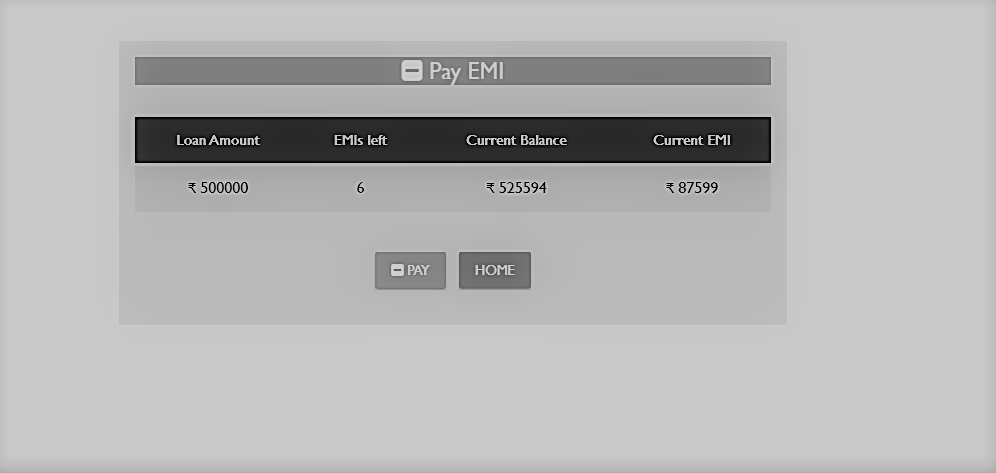 Pay EMI
Loan Amount EMIs left Current Balance Current EMI
₹ 500000 6 ₹ 525594 ₹ 87599
PAY HOME